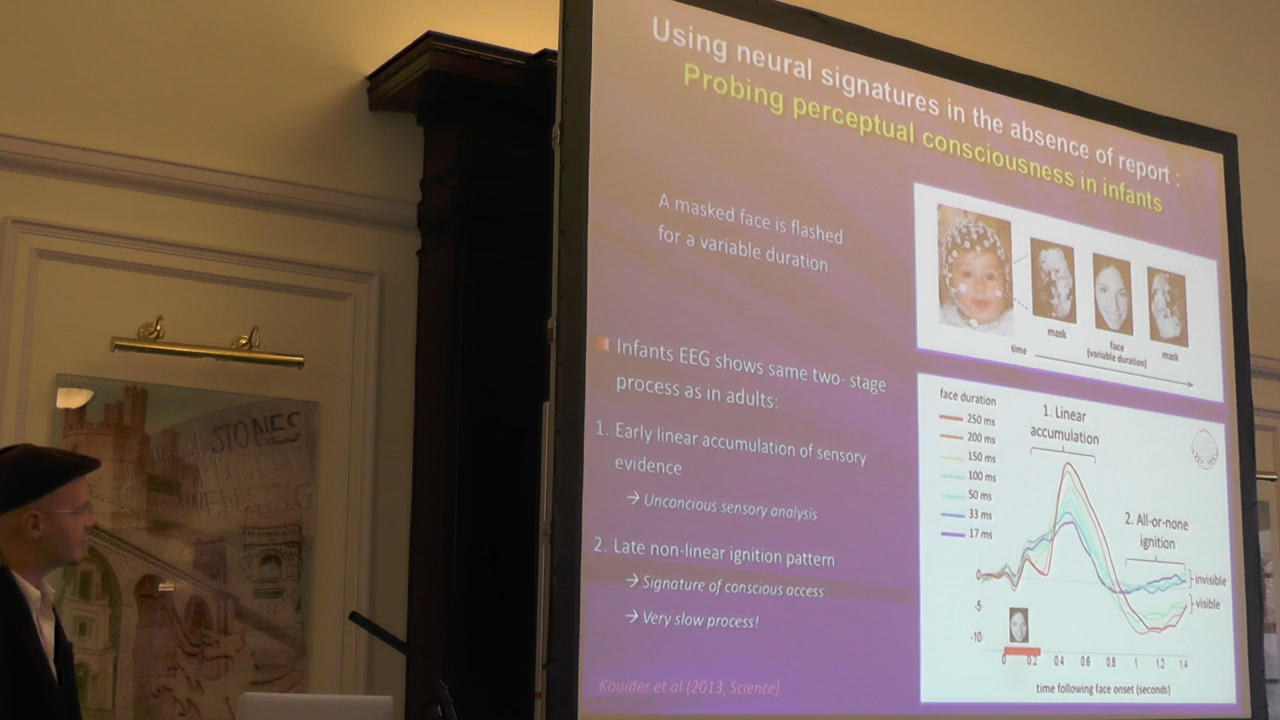 Using neural signatures in the absence of report :
Probing perceptual consciousness in infants
A masked face is flashed
for a variable duration.
mask
face
(variable duration)
mask
time
Infants EEG shows same two- stage
process as in adults:
1. Early linear accumulation of sensory
evidence
→ Unconcious sensory analysis
2. Late non-linear ignition pattern
→ Signature of conscious access
→ Very slow process!
Kouider et al (2013, Science)
face duration
250 ms
200 ms
150 ms
100 ms
50 ms
33 ms
17 ms
1. Linear
accumulation
2. All-or-none
ignition
invisible
visible
0
-5
-10
0 0.2 0.4 0.6 0.8 1 1.2 1.4
time following face onset (seconds)
STONES